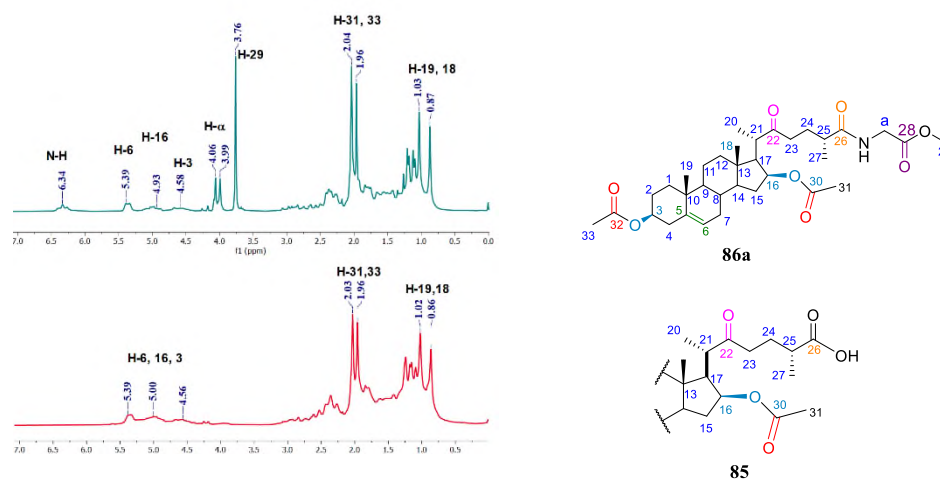 H-31, 33
3.76
H-29
2.04
1.96
H-19, 18
1.03
0.87
H-α
4.06
3.99
N-H
H-6
H-16
H-3
6.34
5.39
4.93
4.58
7.0 6.5 6.0 5.5 5.0 4.5 4.0 3.5 3.0 2.5 2.0 1.5 1.0 0.5 0.0
f1 (ppm)
H-31,33
2.03
1.96
H-19,18
1.02
0.86
H-6, 16, 3
5.39
5.00
4.56
7.0 6.5 6.0 5.5 5.0 4.5 4.0 3.5 3.0 2.5 2.0 1.5 1.0 0.5
O O a O
20 21 22 23 24 25 26 27 N H 28 O 2
18 19 11 12 13 17 16 O 30 31 O
1 2 3 4 5 6 7 8 9 10 14 15
O 32 33 O
86a
20 21 O 22 23 24 25 26 O OH 27
13 17 16 15 O 30 31 O
85